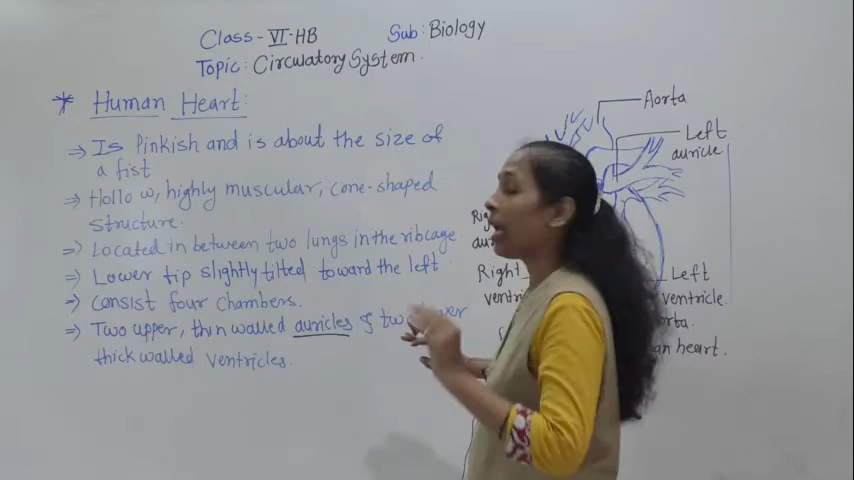 Class - VI - HB Sub: Biology
Topic: Circulatory System.
* Human Heart:
⇒ Is Pinkish and is about the size of
a fist
⇒ Hollow, highly muscular, cone-shaped
structure.
⇒ Located in between two lungs in the ribcage.
⇒ Lower tip slightly tilted toward the left.
⇒ Consist four chambers.
⇒ Two upper, thin walled auricles & two
thick walled ventricles.
Aorta
Left
auricle
Right
Left
ventricle.
heart.